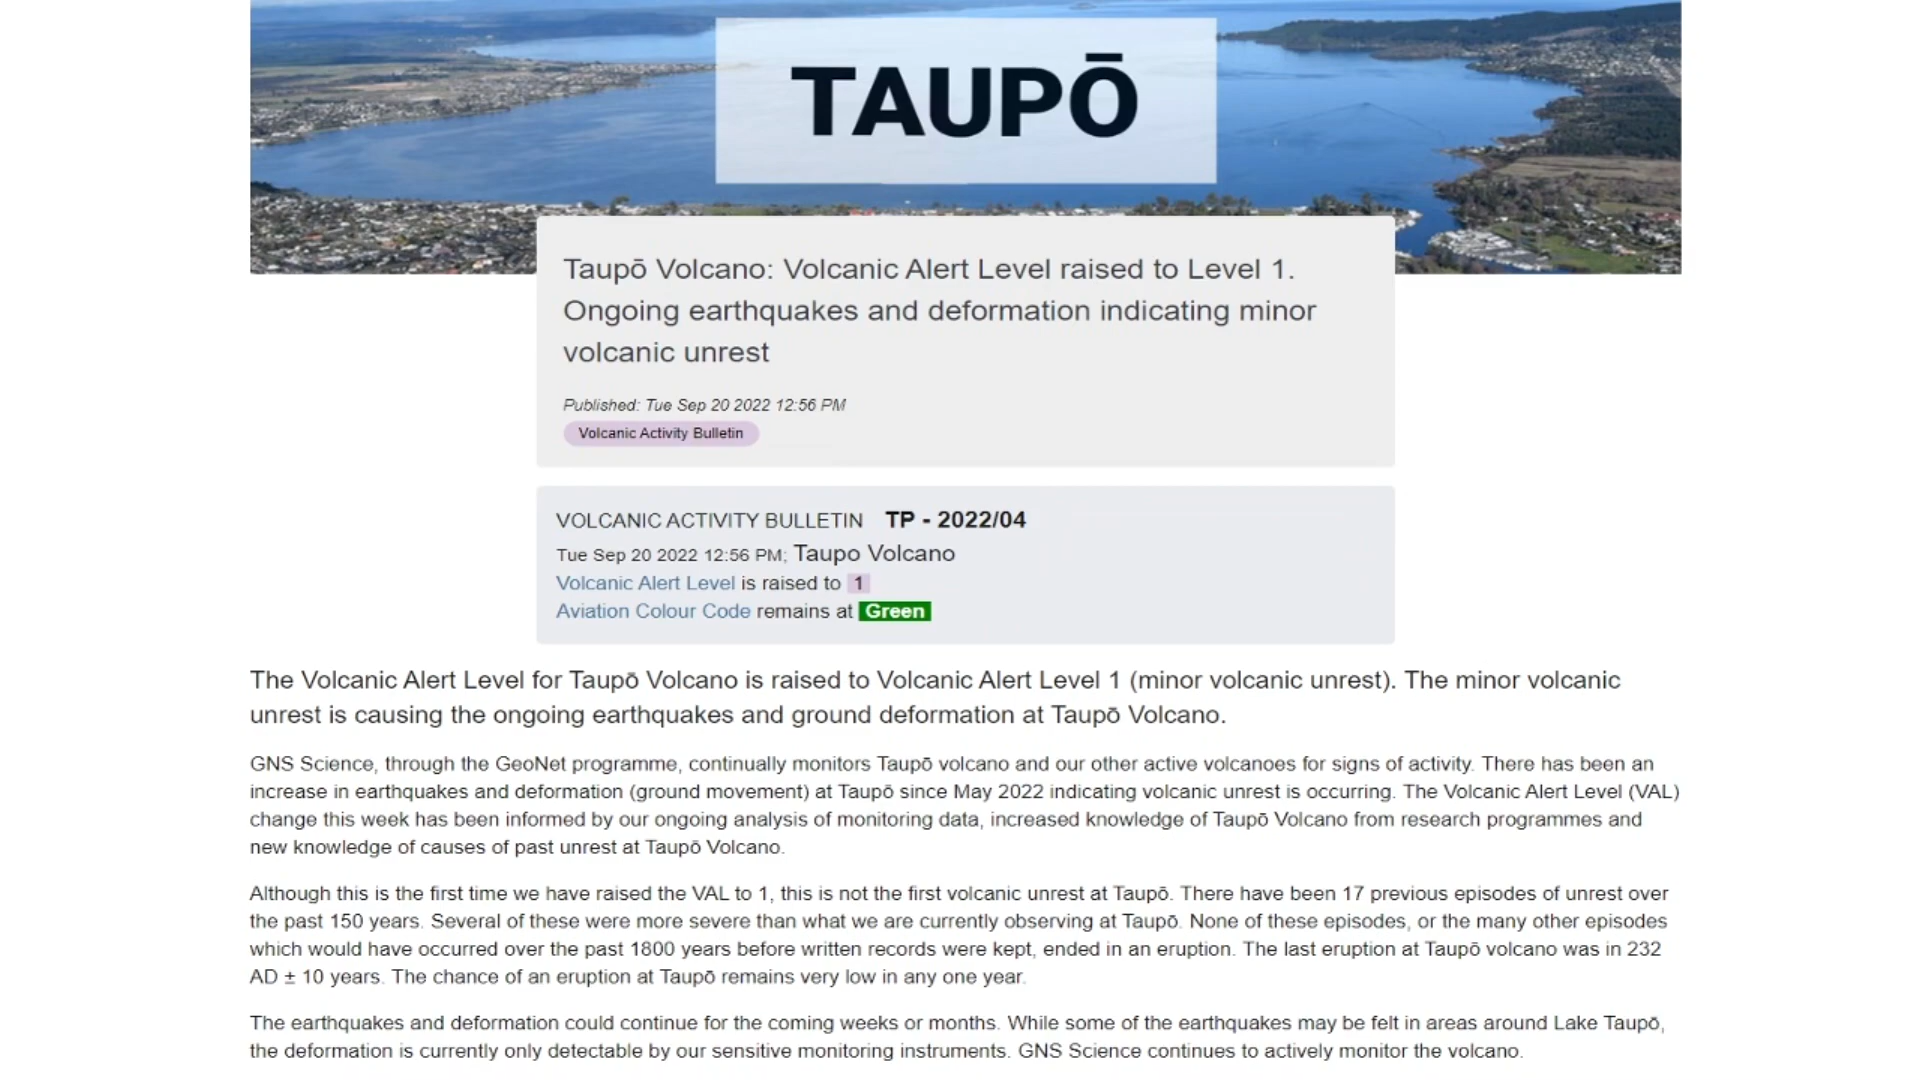 TAUPŌ
Taupō Volcano: Volcanic Alert Level raised to Level 1.
Ongoing earthquakes and deformation indicating minor
volcanic unrest
Published: Tue Sep 20 2022 12:56 PM
Volcanic Activity Bulletin
VOLCANIC ACTIVITY BULLETIN TP - 2022/04
Tue Sep 20 2022 12:56 PM; Taupo Volcano
Volcanic Alert Level is raised to 1
Aviation Colour Code remains at Green
The Volcanic Alert Level for Taupō Volcano is raised to Volcanic Alert Level 1 (minor volcanic unrest). The minor volcanic
unrest is causing the ongoing earthquakes and ground deformation at Taupō Volcano.
GNS Science, through the GeoNet programme, continually monitors Taupō volcano and our other active volcanoes for signs of activity. There has been an
increase in earthquakes and deformation (ground movement) at Taupō since May 2022 indicating volcanic unrest is occurring. The Volcanic Alert Level (VAL)
change this week has been informed by our ongoing analysis of monitoring data, increased knowledge of Taupō Volcano from research programmes and
new knowledge of causes of past unrest at Taupō Volcano.
Although this is the first time we have raised the VAL to 1, this is not the first volcanic unrest at Taupō. There have been 17 previous episodes of unrest over
the past 150 years. Several of these were more severe than what we are currently observing at Taupō. None of these episodes, or the many other episodes
which would have occurred over the past 1800 years before written records were kept, ended in an eruption. The last eruption at Taupō volcano was in 232
AD ± 10 years. The chance of an eruption at Taupō remains very low in any one year.
The earthquakes and deformation could continue for the coming weeks or months. While some of the earthquakes may be felt in areas around Lake Taupō,
the deformation is currently only detectable by our sensitive monitoring instruments. GNS Science continues to actively monitor the volcano.